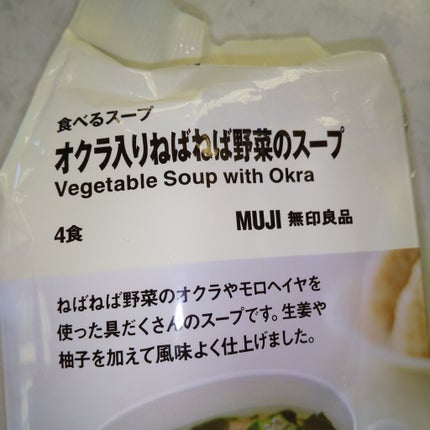 食べるスープ
オクラ入りねばねば野菜のスープ
Vegetable Soup with Okra
4食
MUJI 無印良品
ねばねば野菜のオクラやモロヘイヤを
使った具だくさんのスープです。生姜や
柚子を加えて風味よく仕上げました。